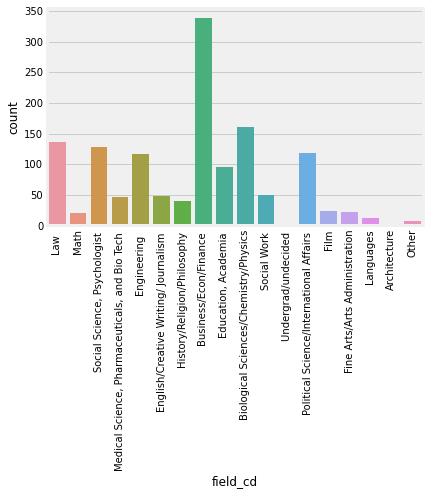 350
300
250
200
150
100
50
0
count
Law
Math
Social Science, Psychologist
Medical Science, Pharmaceuticals, and Bio Tech
Engineering
English/Creative Writing/ Journalism
History/Religion/Philosophy
Business/Econ/Finance
Education, Academia
Biological Sciences/Chemistry/Physics
Social Work
Undergrad/undecided
Political Science/International Affairs
Film
Fine Arts/Arts Administration
Languages
Architecture
Other
field_cd